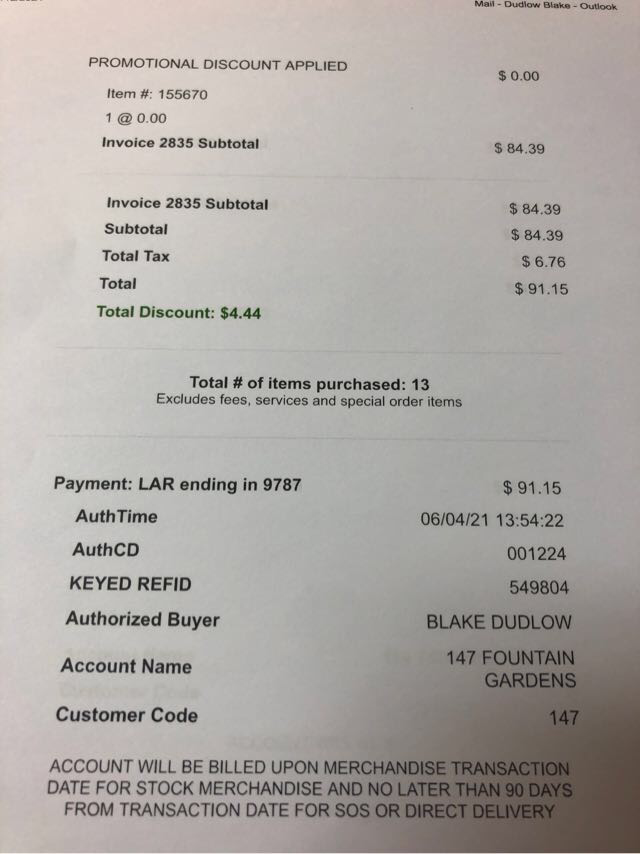 Mail - Dudlow Blake - Outlook
PROMOTIONAL DISCOUNT APPLIED $ 0.00
Item #: 155670
1 @ 0.00
Invoice 2835 Subtotal $ 84.39
Invoice 2835 Subtotal $ 84.39
Subtotal $ 84.39
Total Tax $ 6.76
Total $ 91.15
Total Discount: $4.44
Total # of items purchased: 13
Excludes fees, services and special order items
Payment: LAR ending in 9787 $ 91.15
AuthTime 06/04/21 13:54:22
AuthCD 001224
KEYED REFID 549804
Authorized Buyer BLAKE DUDLOW
Account Name 147 FOUNTAIN
GARDENS
Customer Code 147
ACCOUNT WILL BE BILLED UPON MERCHANDISE TRANSACTION
DATE FOR STOCK MERCHANDISE AND NO LATER THAN 90 DAYS
FROM TRANSACTION DATE FOR SOS OR DIRECT DELIVERY